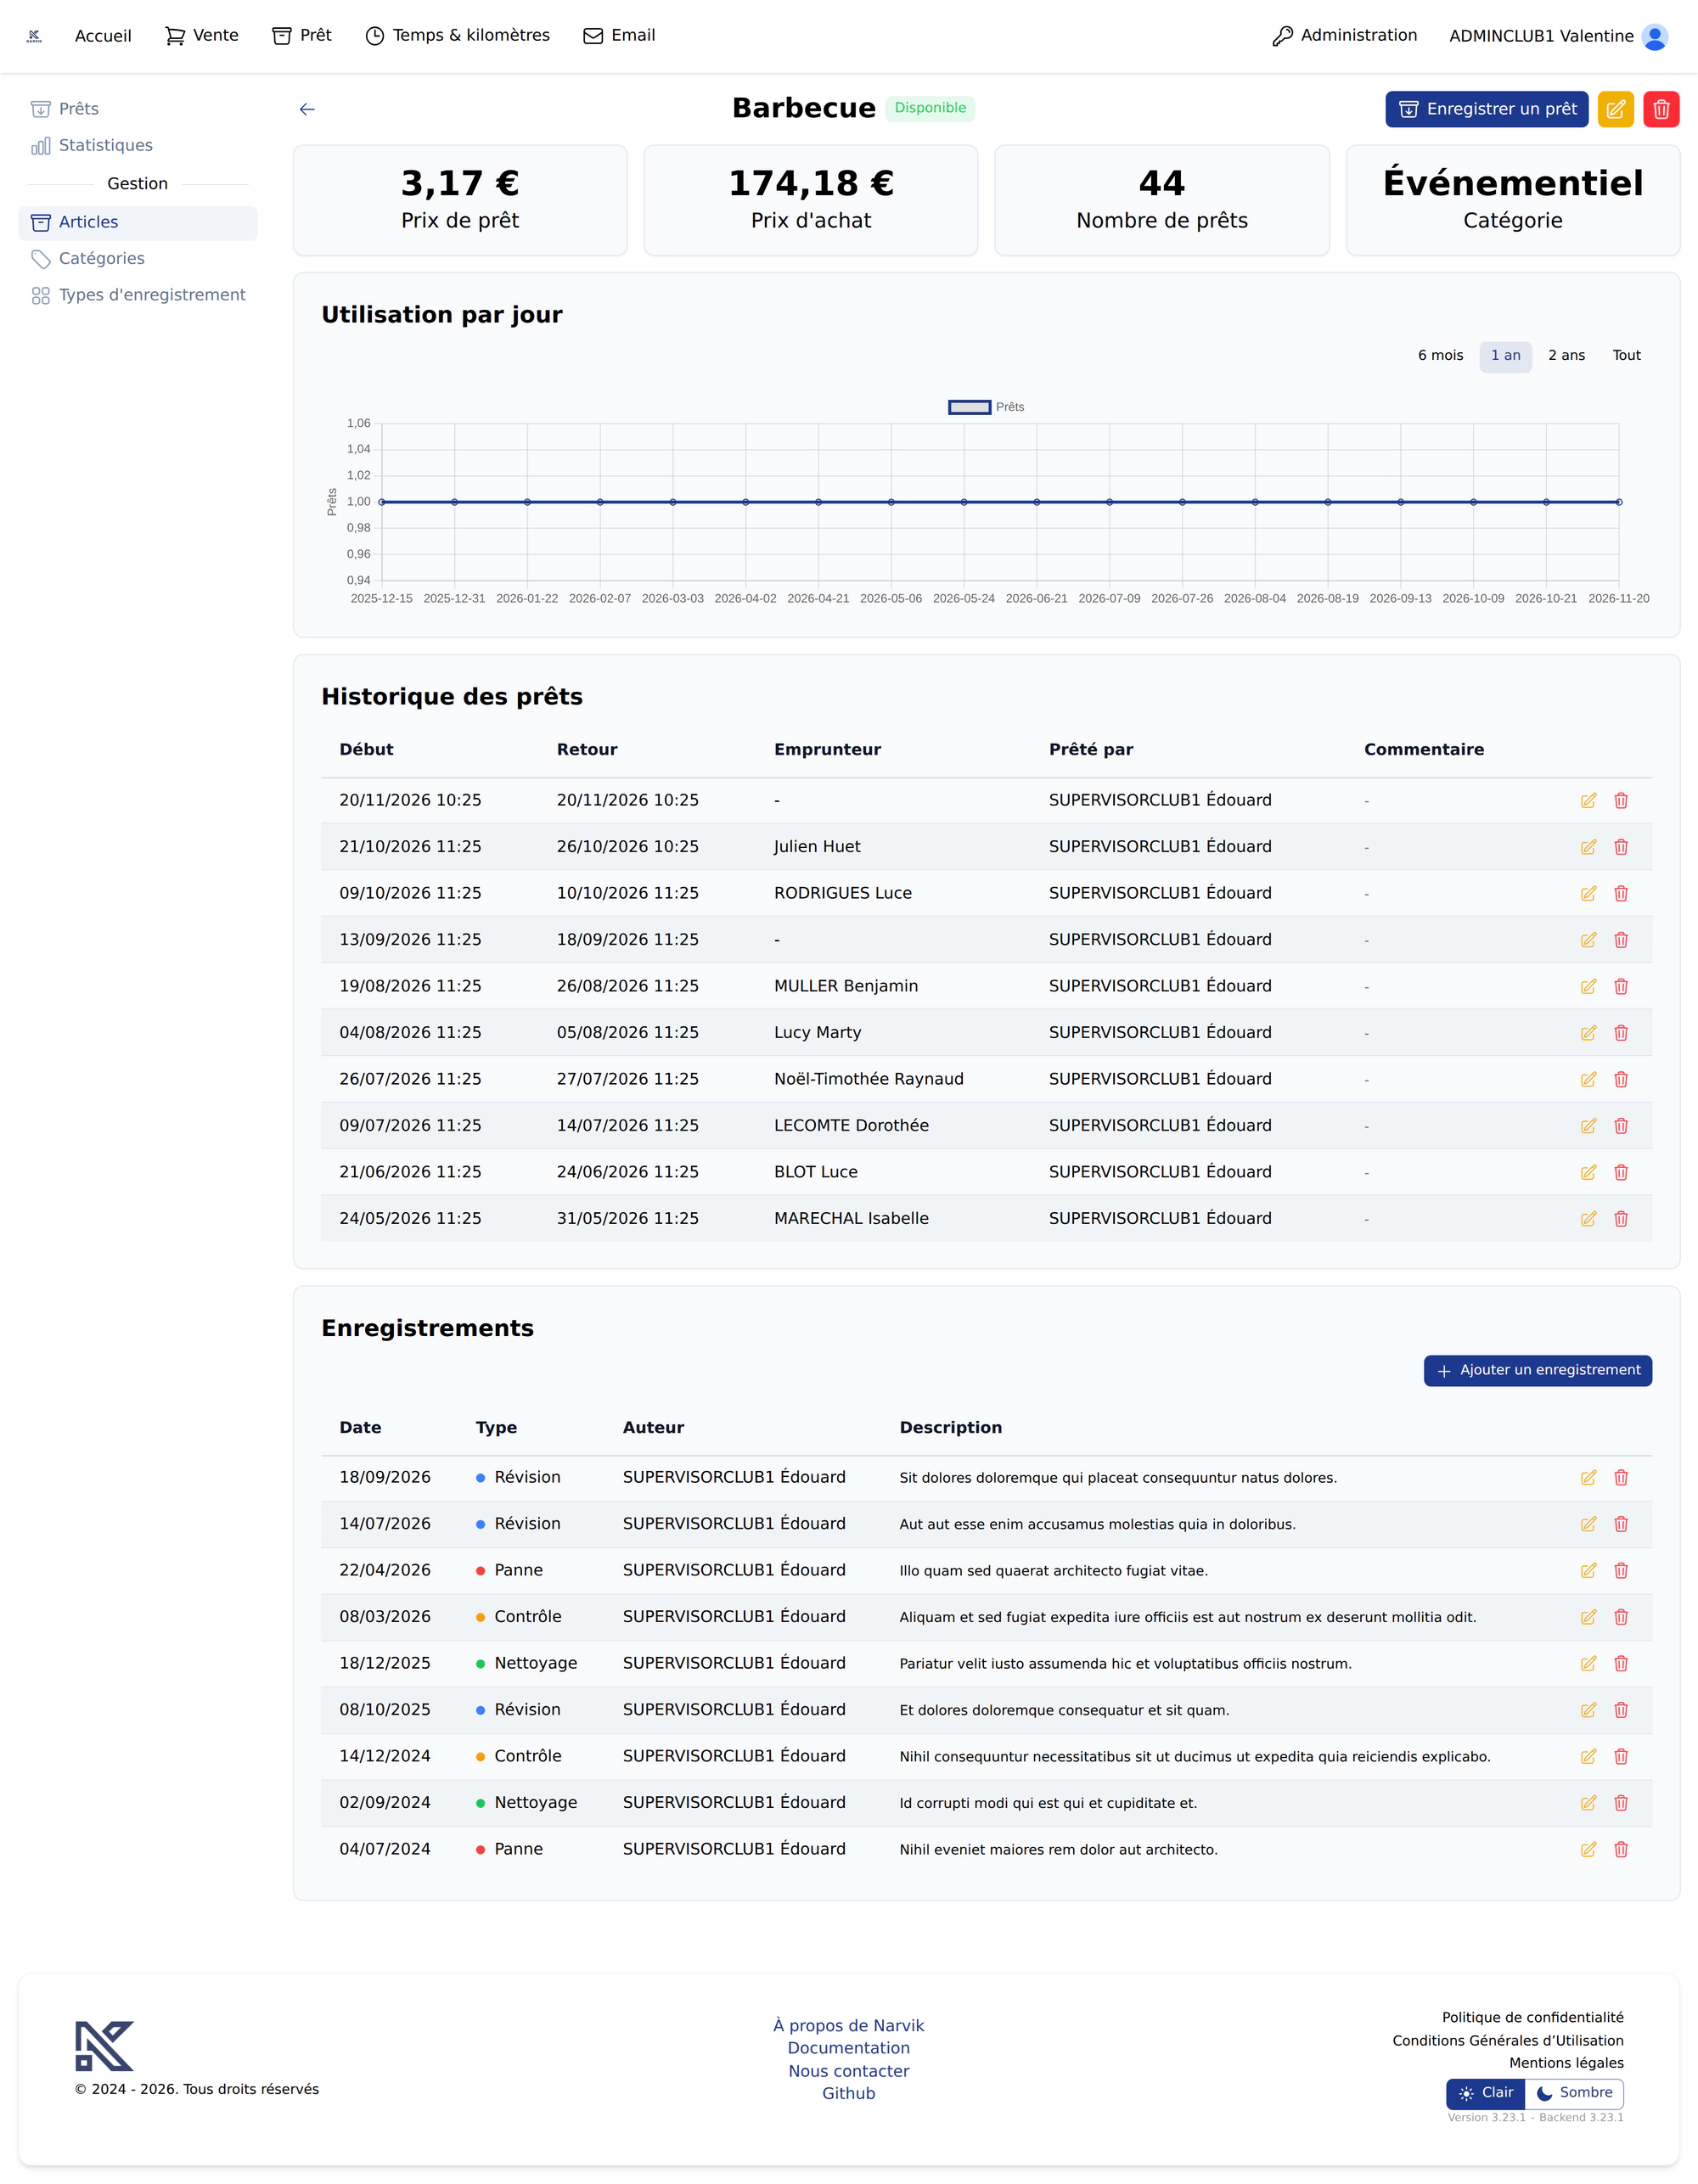 NARVIK
Accueil
Vente
Prêt
Temps & kilomètres
Email
Administration
ADMINCLUB1 Valentine
Prêts
Statistiques
Gestion
Articles
Catégories
Types d'enregistrement
Barbecue
Disponible
Enregistrer un prêt
3,17 €
Prix de prêt
174,18 €
Prix d'achat
44
Nombre de prêts
Événementiel
Catégorie
Utilisation par jour
6 mois 1 an 2 ans Tout
Prêts
Prêts
1,06
1,04
1,02
1,00
0,98
0,96
0,94
2025-12-15 2025-12-31 2026-01-22 2026-02-07 2026-03-03 2026-04-02 2026-04-21 2026-05-06 2026-05-24 2026-06-21 2026-07-09 2026-07-26 2026-08-04 2026-08-19 2026-09-13 2026-10-09 2026-10-21 2026-11-20
Historique des prêts
Début Retour Emprunteur Prêté par Commentaire
20/11/2026 10:25 20/11/2026 10:25 - SUPERVISORCLUB1 Édouard -
21/10/2026 11:25 26/10/2026 10:25 Julien Huet SUPERVISORCLUB1 Édouard -
09/10/2026 11:25 10/10/2026 11:25 RODRIGUES Luce SUPERVISORCLUB1 Édouard -
13/09/2026 11:25 18/09/2026 11:25 - SUPERVISORCLUB1 Édouard -
19/08/2026 11:25 26/08/2026 11:25 MULLER Benjamin SUPERVISORCLUB1 Édouard -
04/08/2026 11:25 05/08/2026 11:25 Lucy Marty SUPERVISORCLUB1 Édouard -
26/07/2026 11:25 27/07/2026 11:25 Noël-Timothée Raynaud SUPERVISORCLUB1 Édouard -
09/07/2026 11:25 14/07/2026 11:25 LECOMTE Dorothée SUPERVISORCLUB1 Édouard -
21/06/2026 11:25 24/06/2026 11:25 BLOT Luce SUPERVISORCLUB1 Édouard -
24/05/2026 11:25 31/05/2026 11:25 MARECHAL Isabelle SUPERVISORCLUB1 Édouard -
Enregistrements
Ajouter un enregistrement
Date Type Auteur Description
18/09/2026 Révision SUPERVISORCLUB1 Édouard Sit dolores doloremque qui placeat consequuntur natus dolores.
14/07/2026 Révision SUPERVISORCLUB1 Édouard Aut aut esse enim accusamus molestias quia in doloribus.
22/04/2026 Panne SUPERVISORCLUB1 Édouard Illo quam sed quaerat architecto fugiat vitae.
08/03/2026 Contrôle SUPERVISORCLUB1 Édouard Aliquam et sed fugiat expedita iure officiis est aut nostrum ex deserunt mollitia odit.
18/12/2025 Nettoyage SUPERVISORCLUB1 Édouard Pariatur velit iusto assumenda hic et voluptatibus officiis nostrum.
08/10/2025 Révision SUPERVISORCLUB1 Édouard Et dolores doloremque consequatur et sit quam.
14/12/2024 Contrôle SUPERVISORCLUB1 Édouard Nihil consequuntur necessitatibus sit ut ducimus ut expedita quia reiciendis explicabo.
02/09/2024 Nettoyage SUPERVISORCLUB1 Édouard Id corrupti modi qui est qui et cupiditate et.
04/07/2024 Panne SUPERVISORCLUB1 Édouard Nihil eveniet maiores rem dolor aut architecto.
© 2024 - 2026. Tous droits réservés
À propos de Narvik
Documentation
Nous contacter
Github
Politique de confidentialité
Conditions Générales d’Utilisation
Mentions légales
Clair Sombre
Version 3.23.1 - Backend 3.23.1